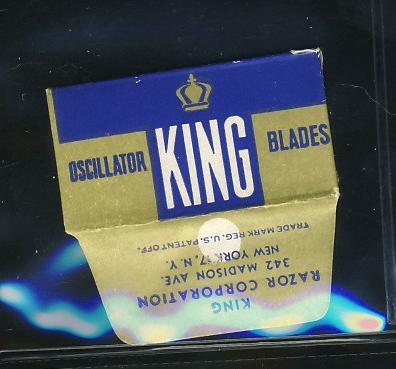 OSCILLATOR KING BLADES
KING
RAZOR CORPORATION
342 MADISON AVE.
NEW YORK 17, N.Y.
TRADE MARK REG. U.S. PATENT OFF.